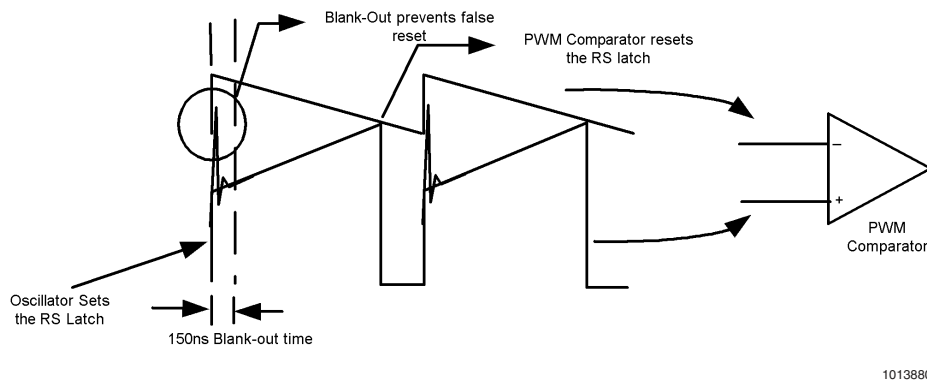 Blank-Out prevents false
reset
PWM Comparator resets
the RS latch
−
+
PWM
Comparator
Oscillator Sets
the RS Latch
150ns Blank-out time
1013880